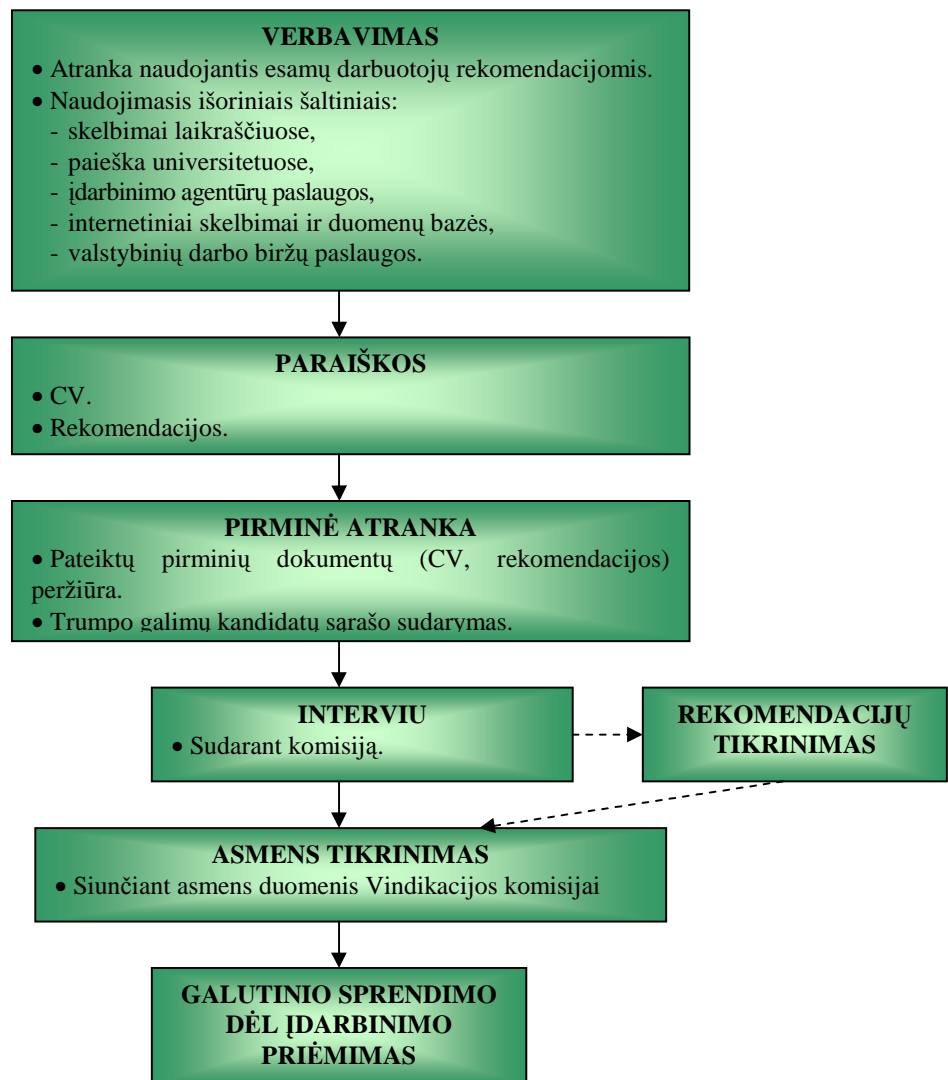 VERBAVIMAS
• Atranka naudojantis esamų darbuotojų rekomendacijomis.
• Naudojimasis išoriniais šaltiniais:
- skelbimai laikraščiuose,
- paieška universitetuose,
- įdarbinimo agentūrų paslaugos,
- internetiniai skelbimai ir duomenų bazės,
- valstybinių darbo biržų paslaugos.
PARAIŠKOS
• CV.
• Rekomendacijos.
PIRMINĖ ATRANKA
• Pateiktų pirminių dokumentų (CV, rekomendacijos)
peržiūra.
• Trumpo galimų kandidatų sąrašo sudarymas.
INTERVIU
• Sudarant komisiją.
REKOMENDACIJŲ
TIKRINIMAS
ASMENS TIKRINIMAS
• Siunčiant asmens duomenis Vindikacijos komisijai
GALUTINIO SPRENDIMO
DĖL ĮDARBINIMO
PRIĖMIMAS